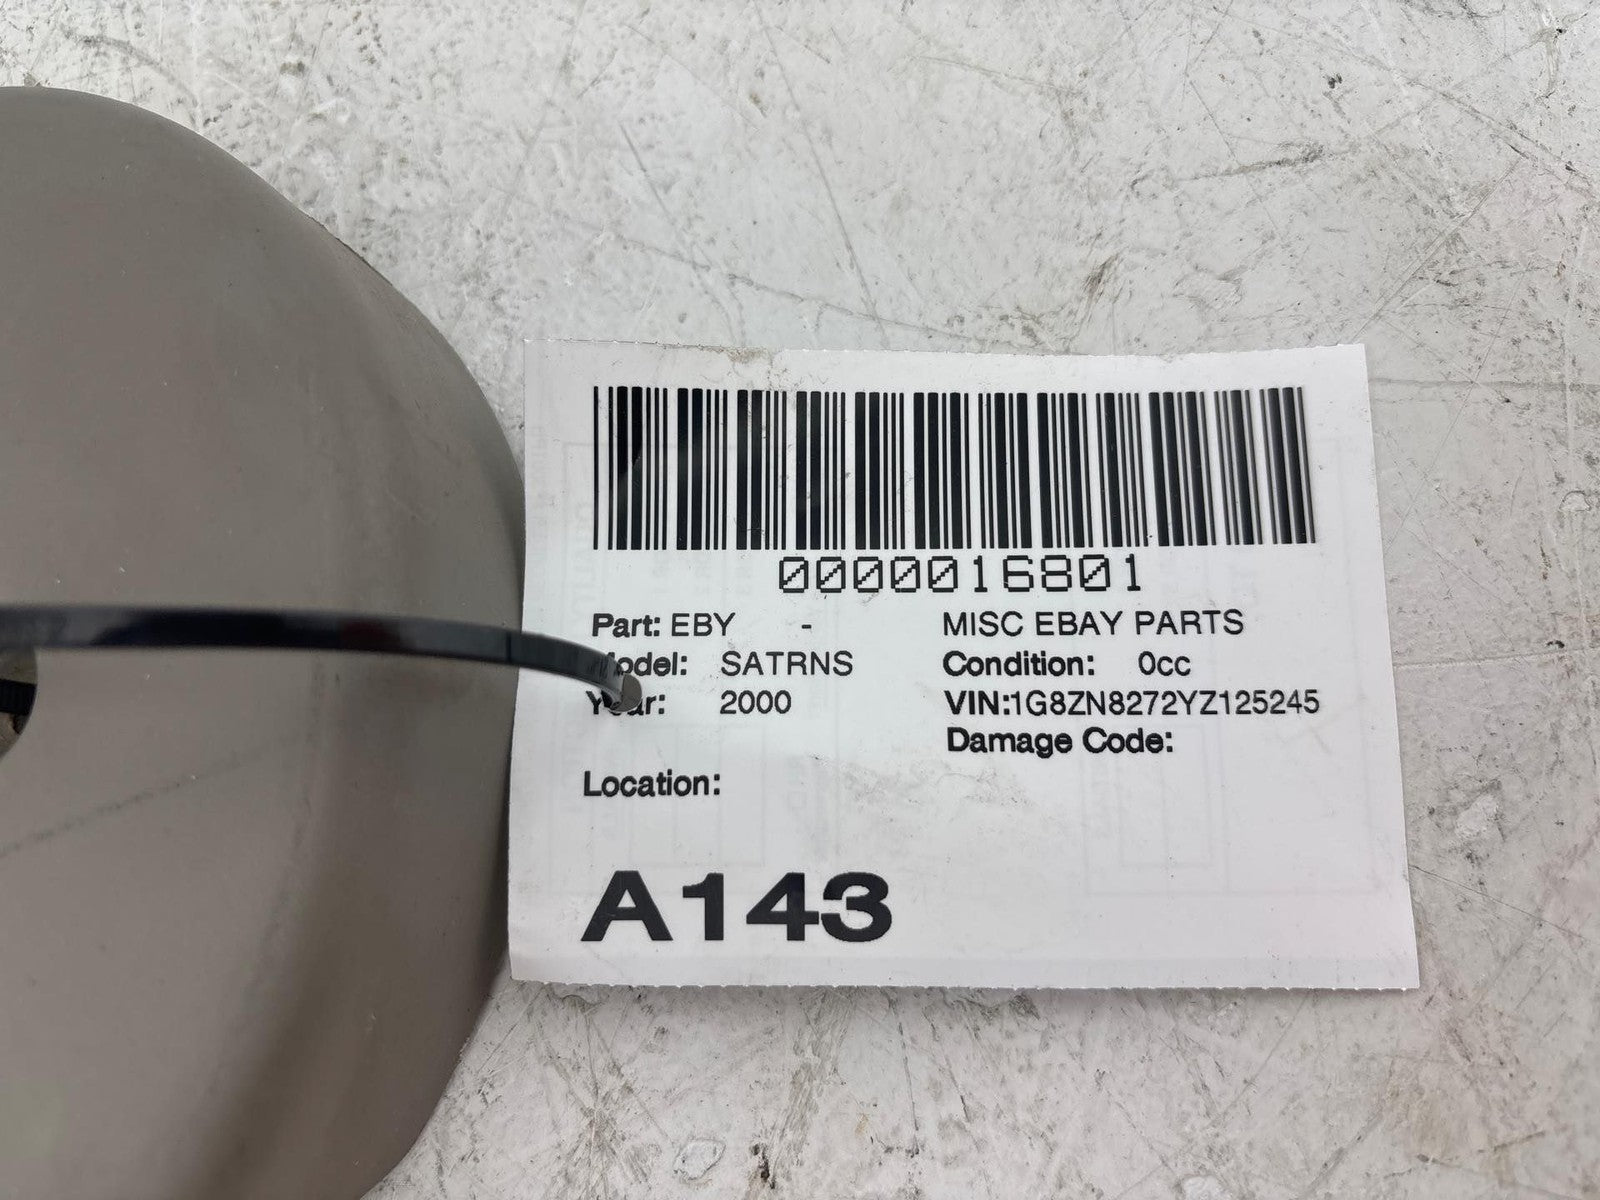 0000016801
Part: EBY - MISC EBAY PARTS
Model: SATRNS Condition: 0cc
Year: 2000 VIN:1G8ZN8272YZ125245
Damage Code:
Location:
A143